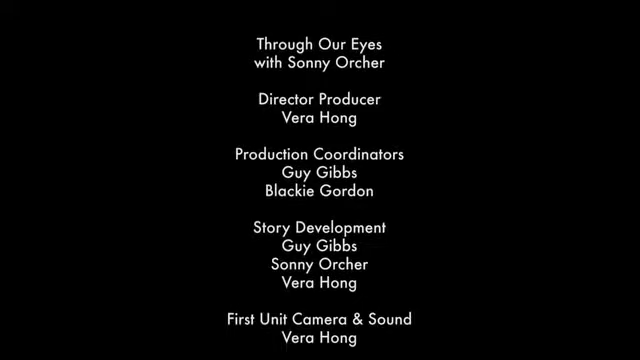 Through Our Eyes
with Sonny Orcher
Director Producer
Vera Hong
Production Coordinators
Guy Gibbs
Blackie Gordon
Story Development
Guy Gibbs
Sonny Orcher
Vera Hong
First Unit Camera & Sound
Vera Hong